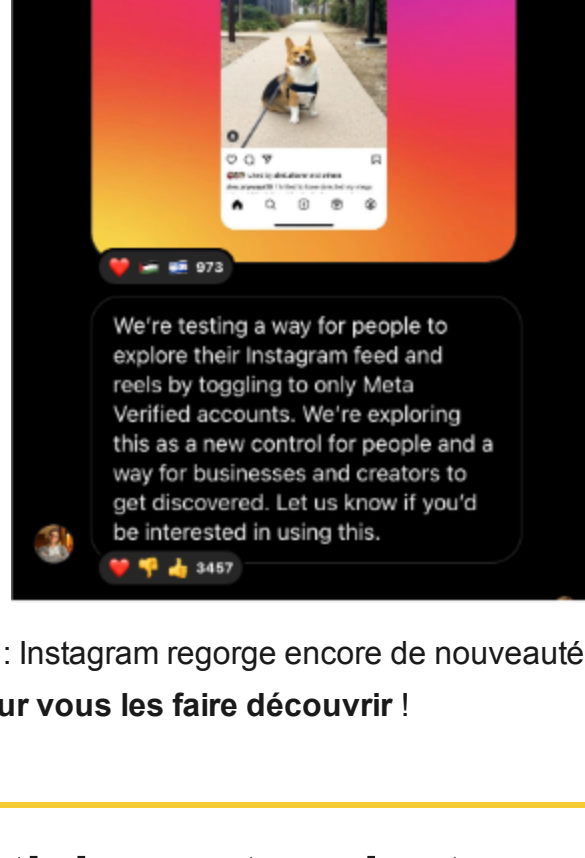 973
We're testing a way for people to
explore their Instagram feed and
reels by toggling to only Meta
Verified accounts. We're exploring
this as a new control for people and a
way for businesses and creators to
get discovered. Let us know if you'd
be interested in using this.
3457
: Instagram regorge encore de nouveauté
ur vous les faire découvrir !